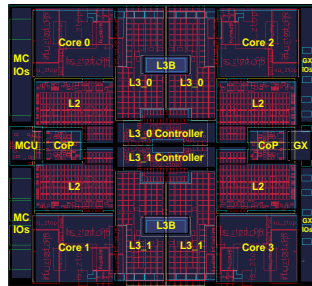 MC
IOs
Core 0
L3B
L3_0
L3_0
Core 2
GX
IOs
L2
L2
L3_0 Controller
MCU
CoP
L3_1 Controller
CoP
GX
L2
L2
MC
IOs
L3B
GX
IOs
Core 1
L3_1
L3_1
Core 3